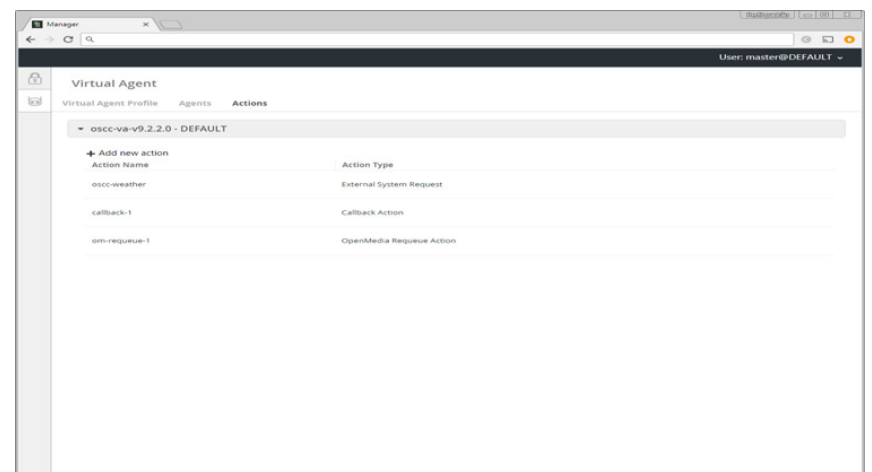 Manager
User: master@DEFAULT
Virtual Agent
Virtual Agent Profile Agents Actions
oscc-va-v9.2.2.0 - DEFAULT
+ Add new action
Action Name Action Type
oscc-weather External System Request
callback-1 Callback Action
om-requeue-1 OpenMedia Requeue Action